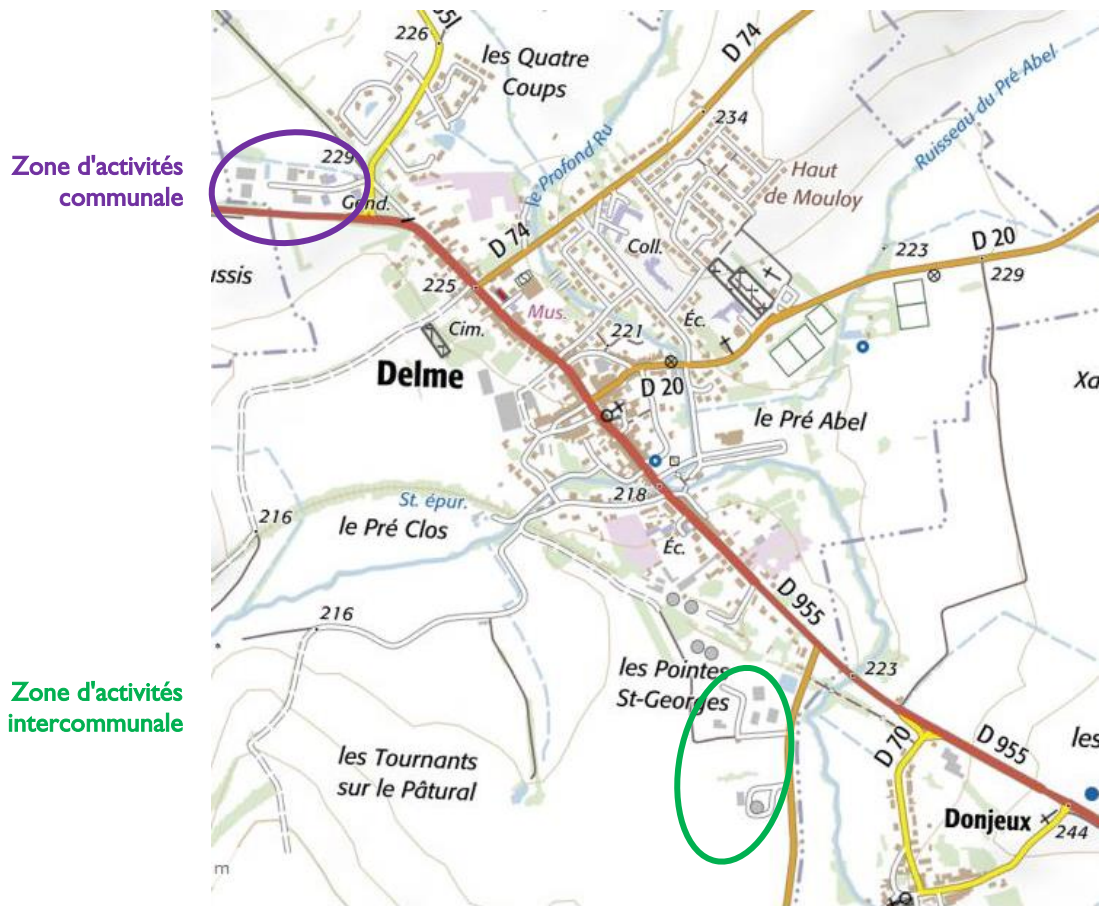 226
les Quatre
Coups
D 74
234
Ruisseau du Pré Abel
le Profond Ru
Zone d'activités
communale
229
Gend.
Haut
de Mouloy
D 74
Coll.
223
D 20
229
ussis
225
Mus.
Cim.
Éc.
221
Delme
D 20
Xa
le Pré Abel
St. épur.
218
216
le Pré Clos
Éc.
D 955
216
Zone d'activités
intercommunale
les Pointes
St-Georges
223
D 70
D 955
les
les Tournants
sur le Pâtural
Donjeux
244
m